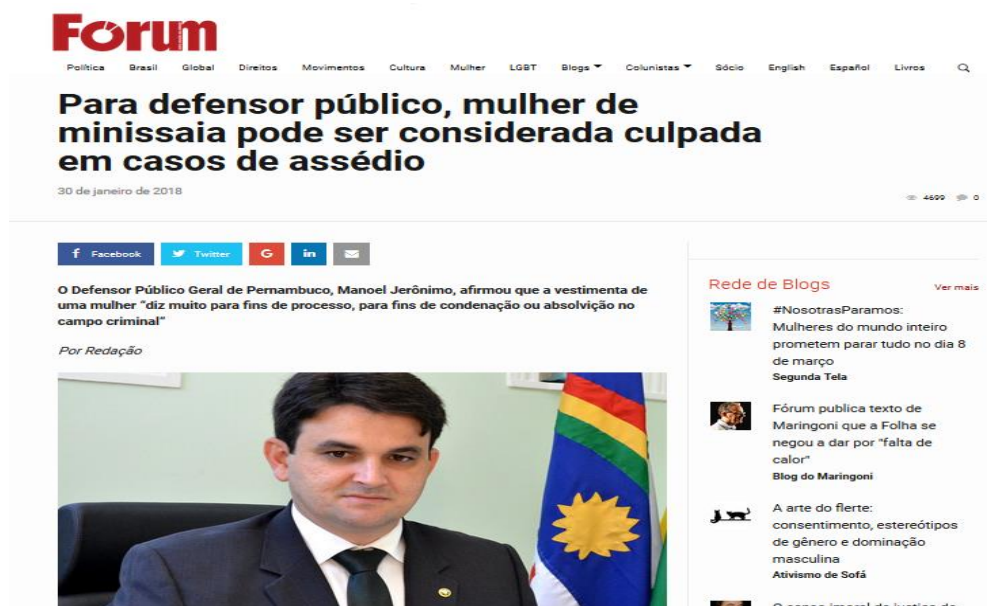 Fórum
Política Brasil Global Direitos Movimentos Cultura Mulher LGBT Blogs Colunistas Sócio English Español Livros
Para defensor público, mulher de
minissaia pode ser considerada culpada
em casos de assédio
30 de janeiro de 2018
4699 0
f Facebook Twitter G in
O Defensor Público Geral de Pernambuco, Manoel Jerônimo, afirmou que a vestimenta de
uma mulher “diz muito para fins de processo, para fins de condenação ou absolvição no
campo criminal”
Por Redação
Rede de Blogs Ver mais
#NosotrasParamos:
Mulheres do mundo inteiro
prometem parar tudo no dia 8
de março
Segunda Tela
Fórum publica texto de
Maringoni que a Folha se
negou a dar por "falta de
calor"
Blog do Maringoni
A arte do flerte:
consentimento, estereótipos
de gênero e dominação
masculina
Ativismo de Sofá